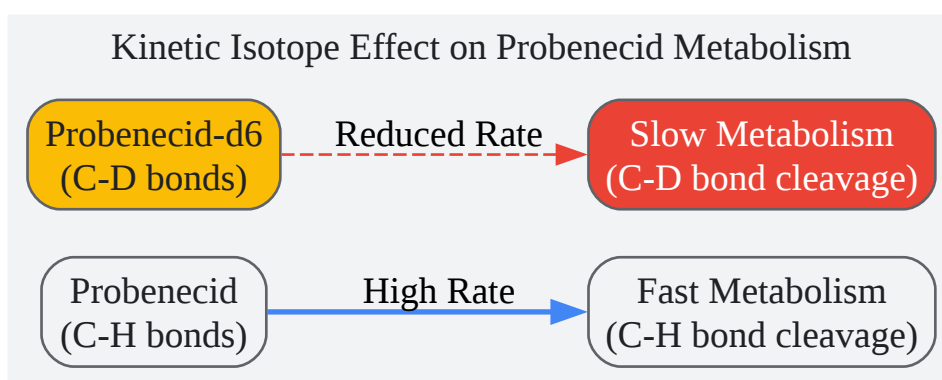 Kinetic Isotope Effect on Probenecid Metabolism
Probenecid-d6
(C-D bonds)
Reduced Rate
Slow Metabolism
(C-D bond cleavage)
Probenecid
(C-H bonds)
High Rate
Fast Metabolism
(C-H bond cleavage)